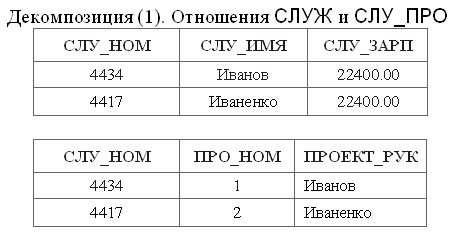 Декомпозиция (1). Отношения СЛУЖ и СЛУ_ПРО
СЛУ_НОМ СЛУ_ИМЯ СЛУ_ЗАРП
4434 Иванов 22400.00
4417 Иваненко 22400.00
СЛУ_НОМ ПРО_НОМ ПРОЕКТ_РУК
4434 1 Иванов
4417 2 Иваненко